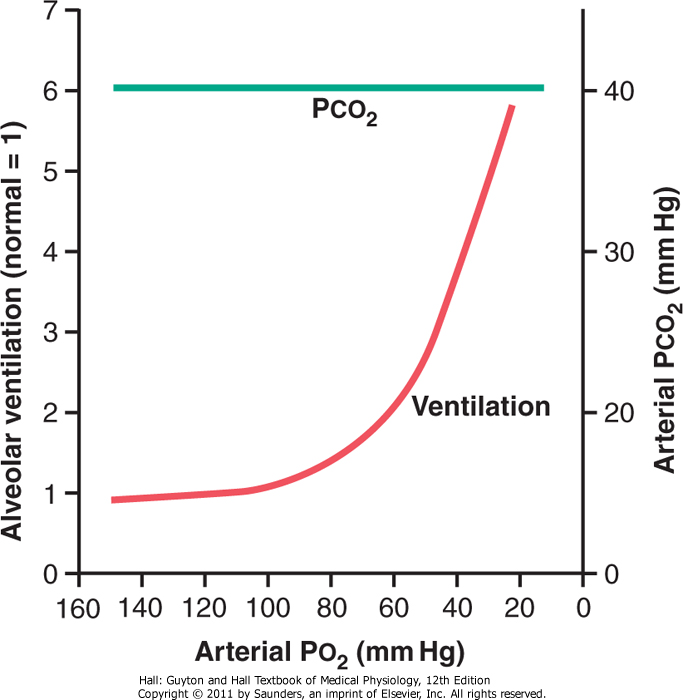 Alveolar ventilation (normal = 1)
7
6
5
4
3
2
1
0
PCO2
Ventilation
40
30
20
0
Arterial PCO2 (mm Hg)
160 140 120 100 80 60 40 20 0
Arterial PO2 (mm Hg)
Hall: Guyton and Hall Textbook of Medical Physiology, 12th Edition
Copyright © 2011 by Saunders, an imprint of Elsevier, Inc. All rights reserved.